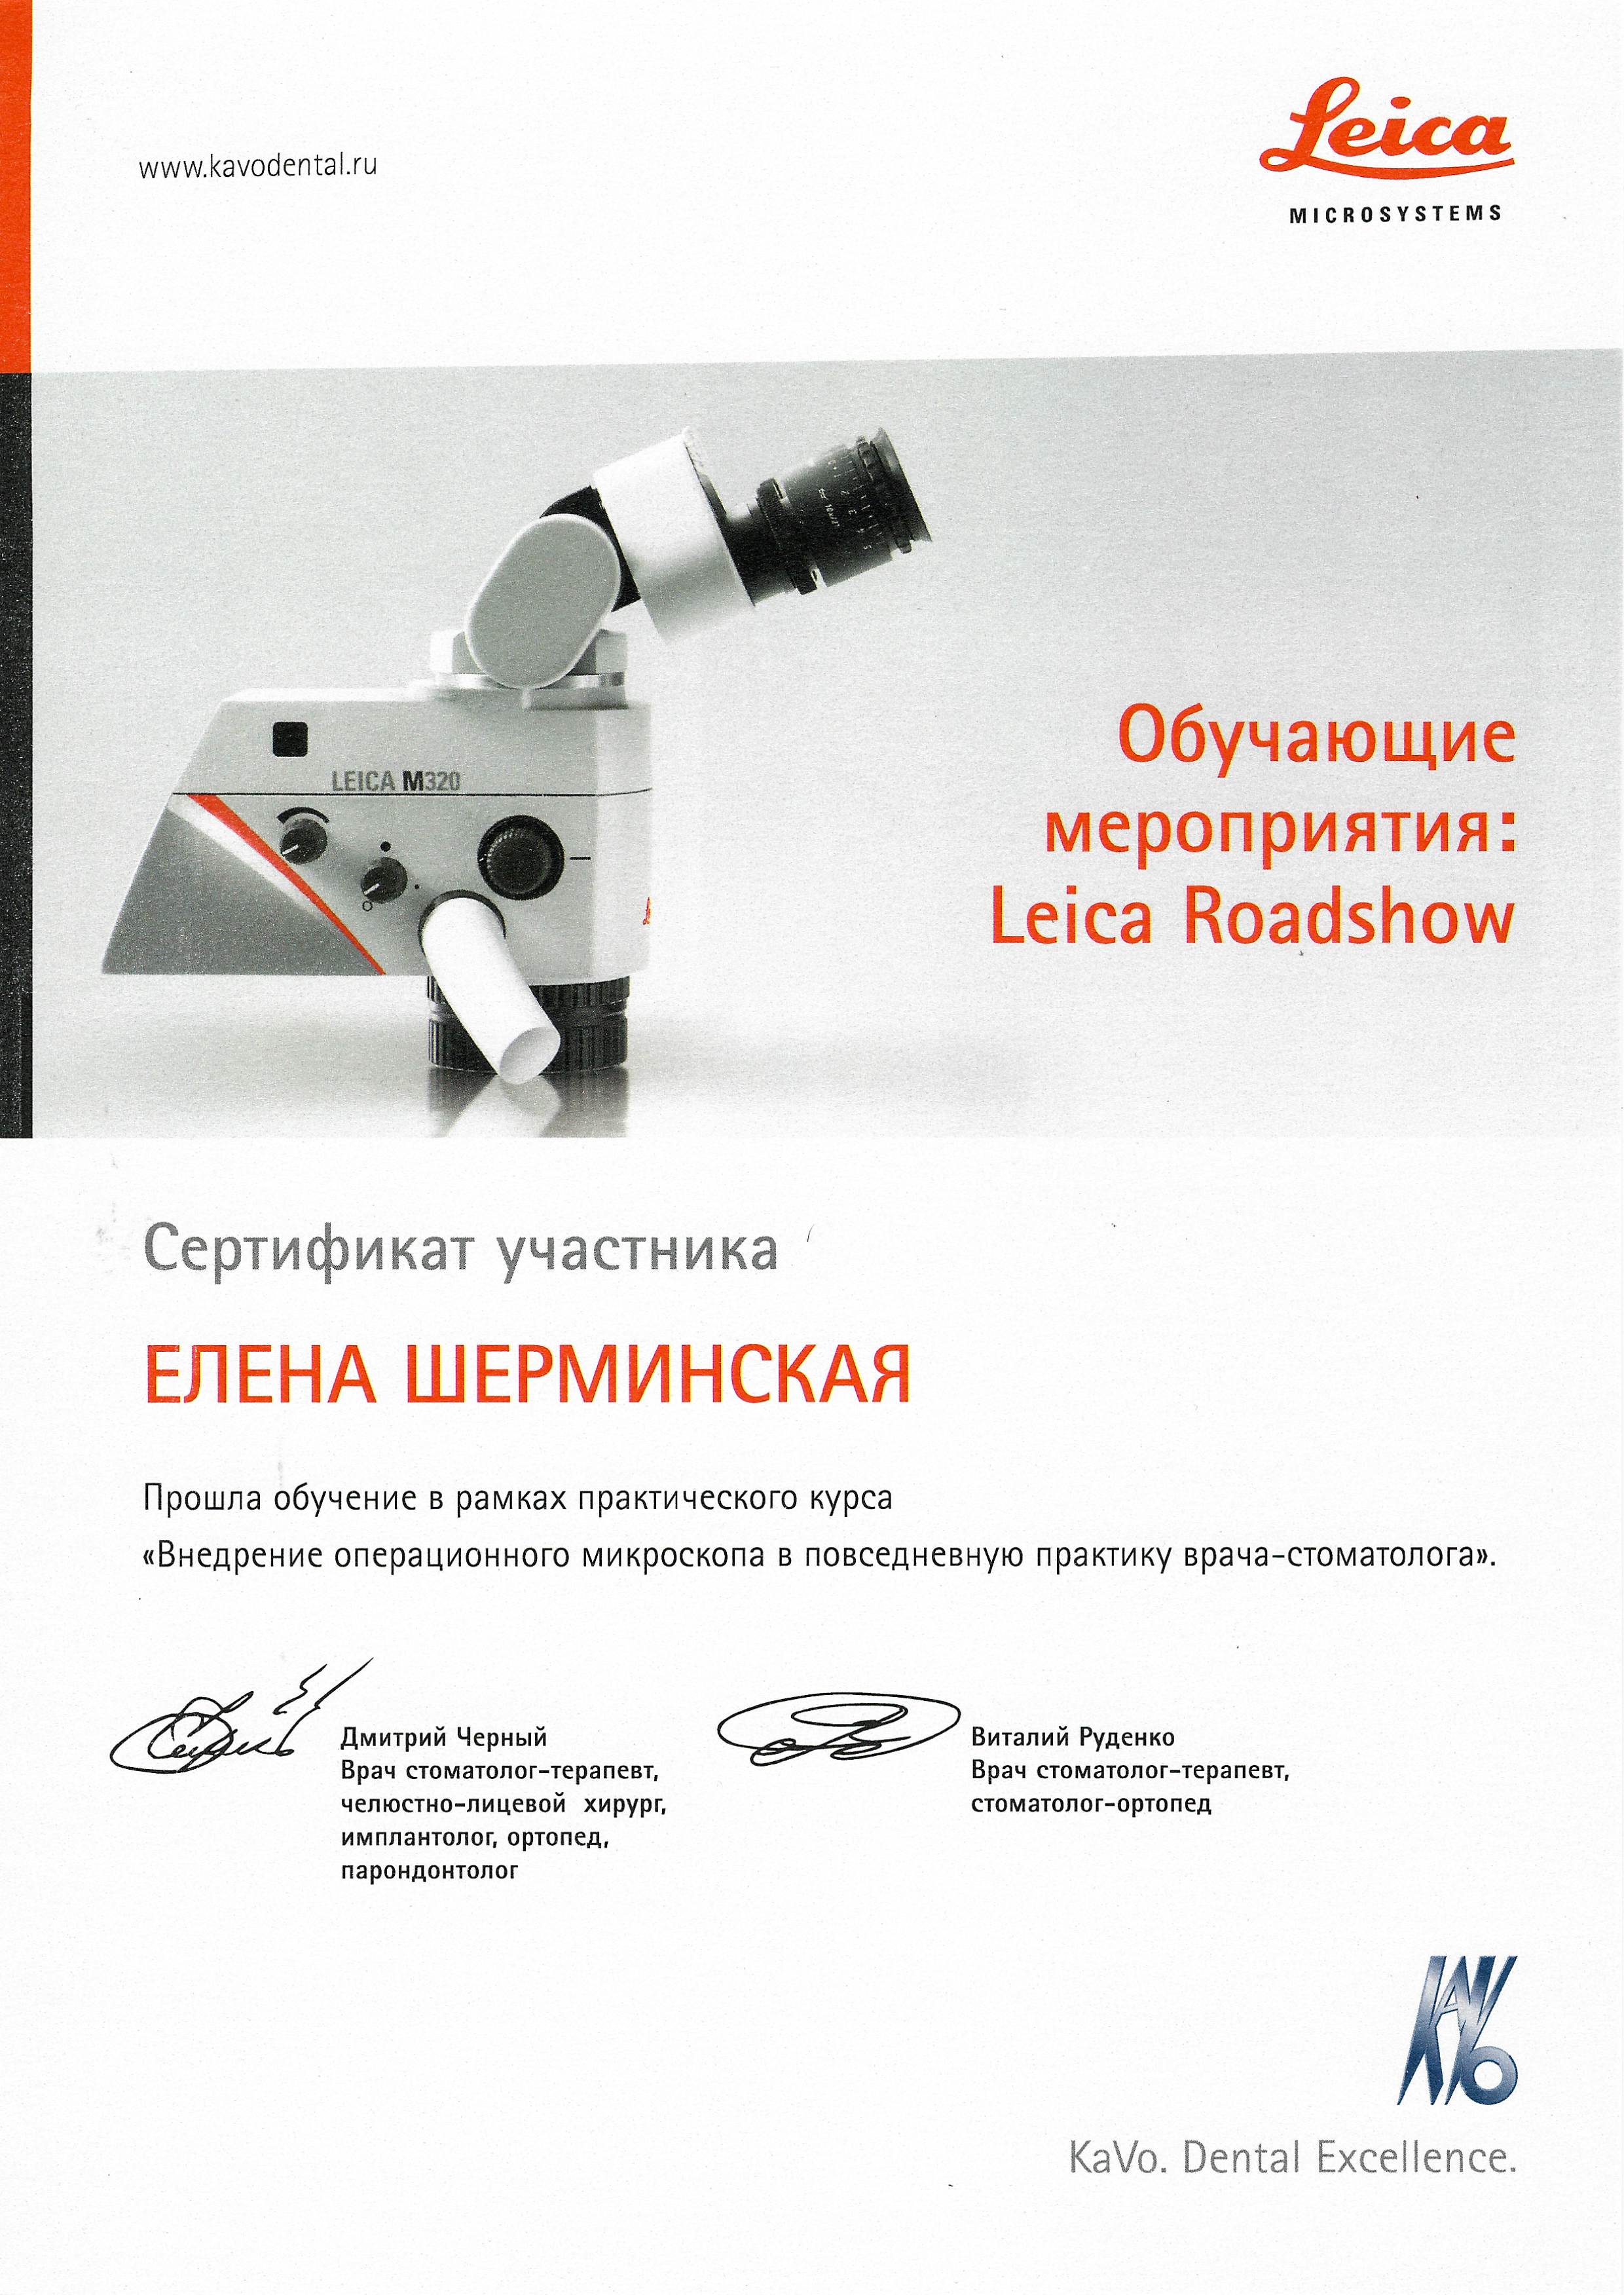 www.kavodental.ru
Leica
MICROSYSTEMS
LEICA M320
Обучающие
мероприятия:
Leica Roadshow
Сертификат участника
ЕЛЕНА ШЕРМИНСКАЯ
Прошла обучение в рамках практического курса
«Внедрение операционного микроскопа в повседневную практику врача-стоматолога».
Дмитрий Черный
Врач стоматолог-терапевт,
челюстно-лицевой хирург,
имплантолог, ортопед,
парондонтолог
Виталий Руденко
Врач стоматолог-терапевт,
стоматолог-ортопед
KAVO
KaVo. Dental Excellence.